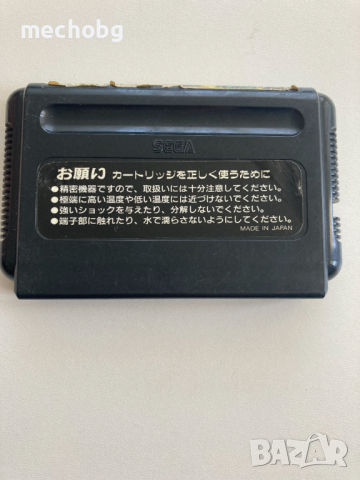 mechobg
SEGA
お願い カートリッジを正しく使うために
●精密機器ですので、取扱いには十分注意してください。
●極端に高い温度や低い温度には近づけないでください。
●強いショックを与えたり、分解しないでください。
●端子部に触れたり、水で濡らさないようにしてください。
MADE IN JAPAN
BAZAR